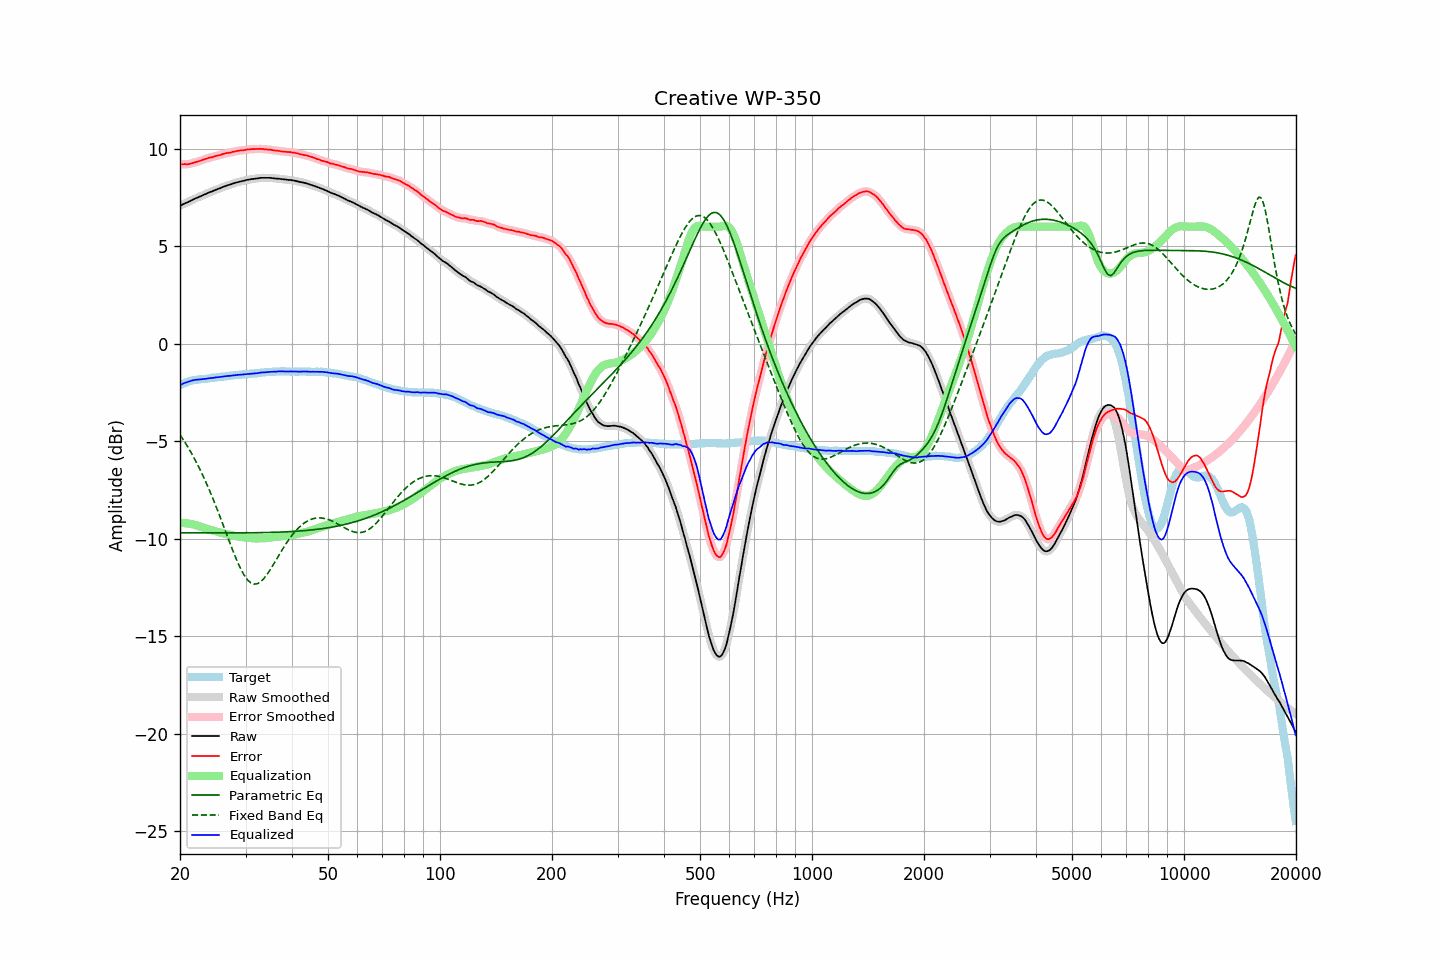 Creative WP-350
Amplitude (dBr)
10
5
0
−5
−10
−15
−20
−25
Target
Raw Smoothed
Error Smoothed
Raw
Error
Equalization
Parametric Eq
Fixed Band Eq
Equalized
20 50 100 200 500 1000 2000 5000 10000 20000
Frequency (Hz)